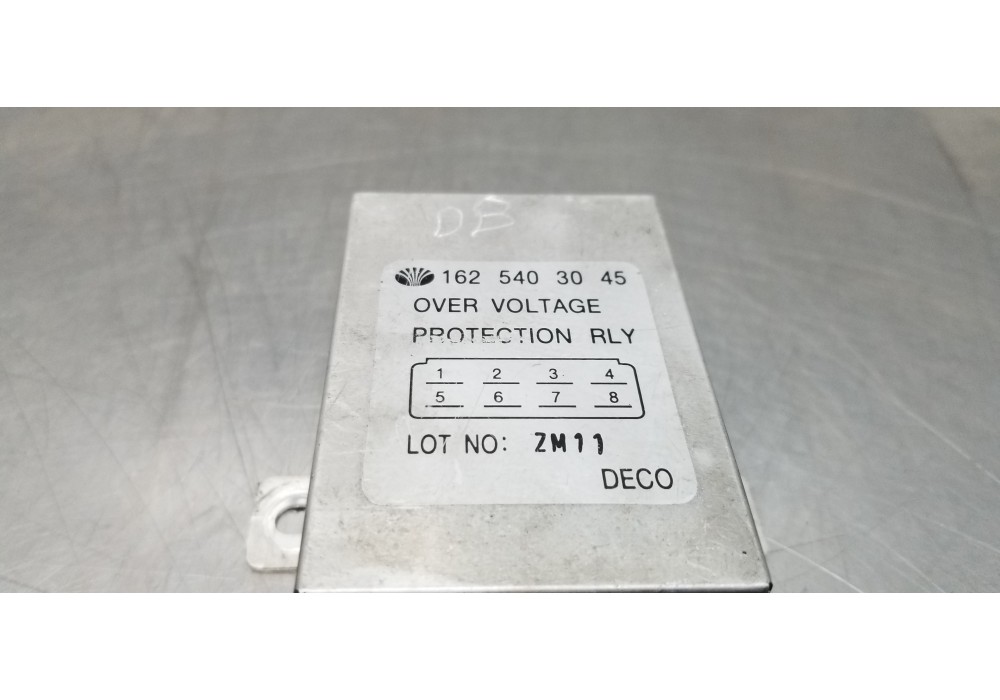 DB
162 540 30 45
OVER VOLTAGE
PROTECTION RLY
1 2 3 4
5 6 7 8
LOT NO: ZM11
DECO